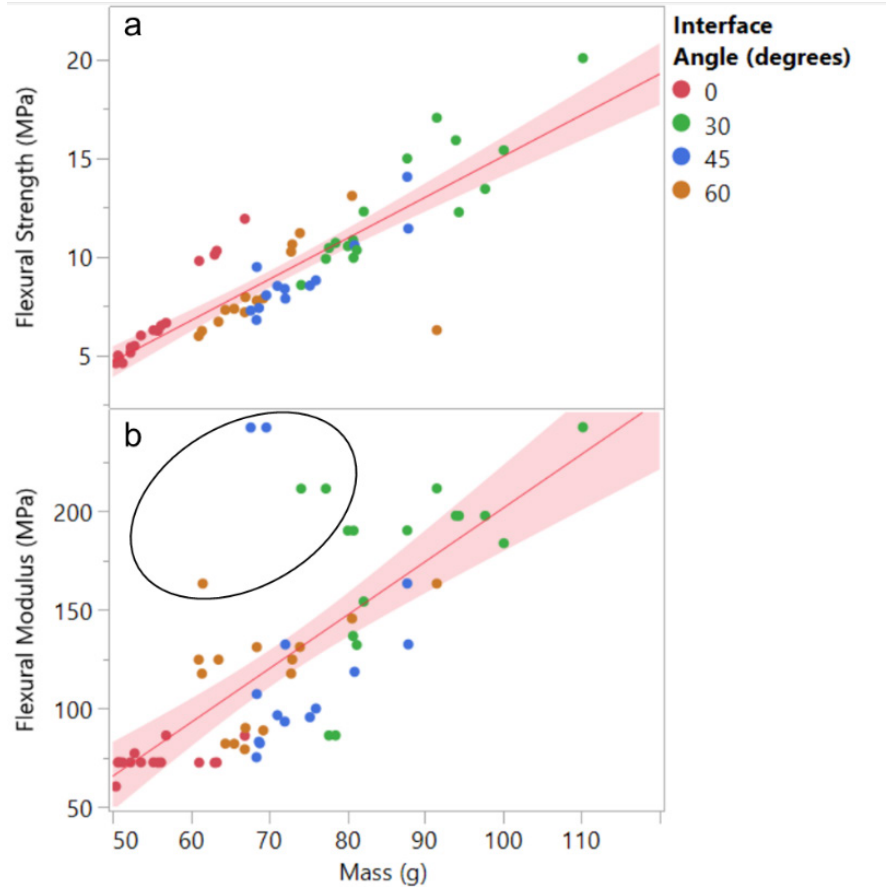 a
Interface
Angle (degrees)
0
30
45
60
Flexural Strength (MPa)
20
15
10
5
b
Flexural Modulus (MPa)
200
150
100
50
50 60 70 80 90 100 110
Mass (g)